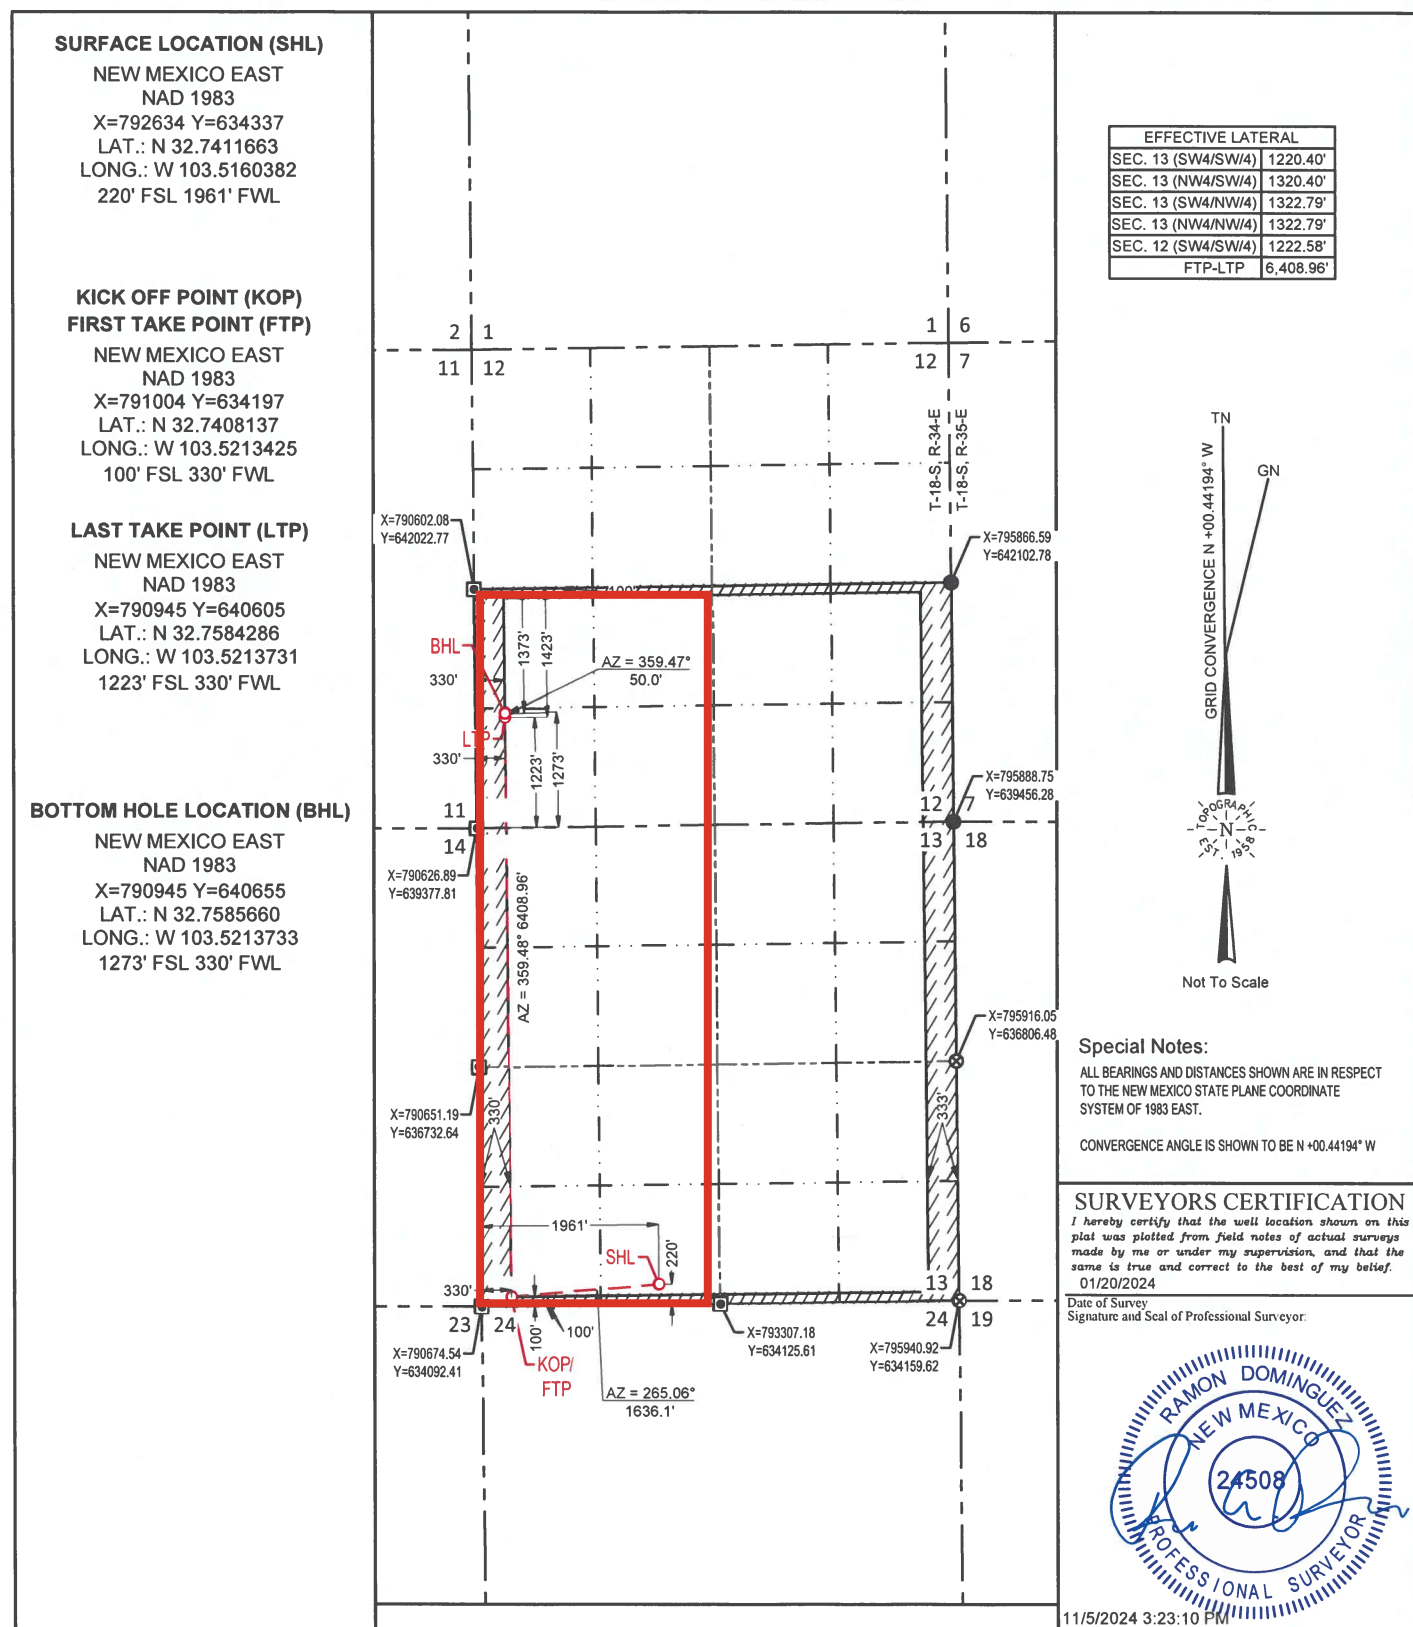 SURFACE LOCATION (SHL)
NEW MEXICO EAST
NAD 1983
X=792634 Y=634337
LAT.: N 32.7411663
LONG.: W 103.5160382
220' FSL 1961' FWL
KICK OFF POINT (KOP)
FIRST TAKE POINT (FTP)
NEW MEXICO EAST
NAD 1983
X=791004 Y=634197
LAT.: N 32.7408137
LONG.: W 103.5213425
100' FSL 330' FWL
LAST TAKE POINT (LTP)
NEW MEXICO EAST
NAD 1983
X=790945 Y=640605
LAT.: N 32.7584286
LONG.: W 103.5213731
1223' FSL 330' FWL
BOTTOM HOLE LOCATION (BHL)
NEW MEXICO EAST
NAD 1983
X=790945 Y=640655
LAT.: N 32.7585660
LONG.: W 103.5213733
1273' FSL 330' FWL
2 1
11 12
1 6
12 7
T-18-S, R-34-E
T-18-S, R-35-E
X=790602.08
Y=642022.77
X=795866.59
Y=642102.78
100'
BHL
330'
1373'
1423'
AZ = 359.47°
50.0'
LTP
330'
1223'
1273'
11
14
12 7
13 18
X=795888.75
Y=639456.28
X=790626.89
Y=639377.81
AZ = 359.48° 6408.96'
X=795916.05
Y=636806.48
X=790651.19
Y=636732.64
330'
333'
1961'
SHL
220'
330'
13 18
24 19
23 24
100'
100'
KOP/
FTP
X=790674.54
Y=634092.41
X=793307.18
Y=634125.61
X=795940.92
Y=634159.62
AZ = 265.06°
1636.1'
EFFECTIVE LATERAL
SEC. 13 (SW4/SW/4) 1220.40'
SEC. 13 (NW4/SW/4) 1320.40'
SEC. 13 (SW4/NW/4) 1322.79'
SEC. 13 (NW4/NW/4) 1322.79'
SEC. 12 (SW4/SW/4) 1222.58'
FTP-LTP 6,408.96'
TN
GN
GRID CONVERGENCE N +00.44194° W
TOPOGRAPHIC
N
EST. 1958
Not To Scale
Special Notes:
ALL BEARINGS AND DISTANCES SHOWN ARE IN RESPECT
TO THE NEW MEXICO STATE PLANE COORDINATE
SYSTEM OF 1983 EAST.
CONVERGENCE ANGLE IS SHOWN TO BE N +00.44194° W
SURVEYORS CERTIFICATION
I hereby certify that the well location shown on this
plat was plotted from field notes of actual surveys
made by me or under my supervision, and that the
same is true and correct to the best of my belief.
01/20/2024
Date of Survey
Signature and Seal of Professional Surveyor:
RAMON DOMINGUEZ
NEW MEXICO
24508
PROFESSIONAL SURVEYOR
11/5/2024 3:23:10 PM